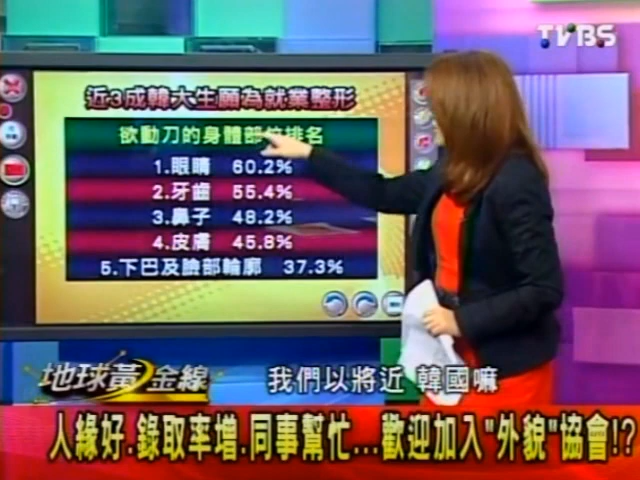 TVBS
近3成韓大生願為就業整形
欲動刀的身體部位排名
1.眼睛 60.2%
2.牙齒 55.4%
3.鼻子 48.2%
4.皮膚 45.8%
5.下巴及臉部輪廓 37.3%
地球黃金線
我們以將近 韓國嘛
人緣好.錄取率增.同事幫忙...歡迎加入"外貌"協會!?